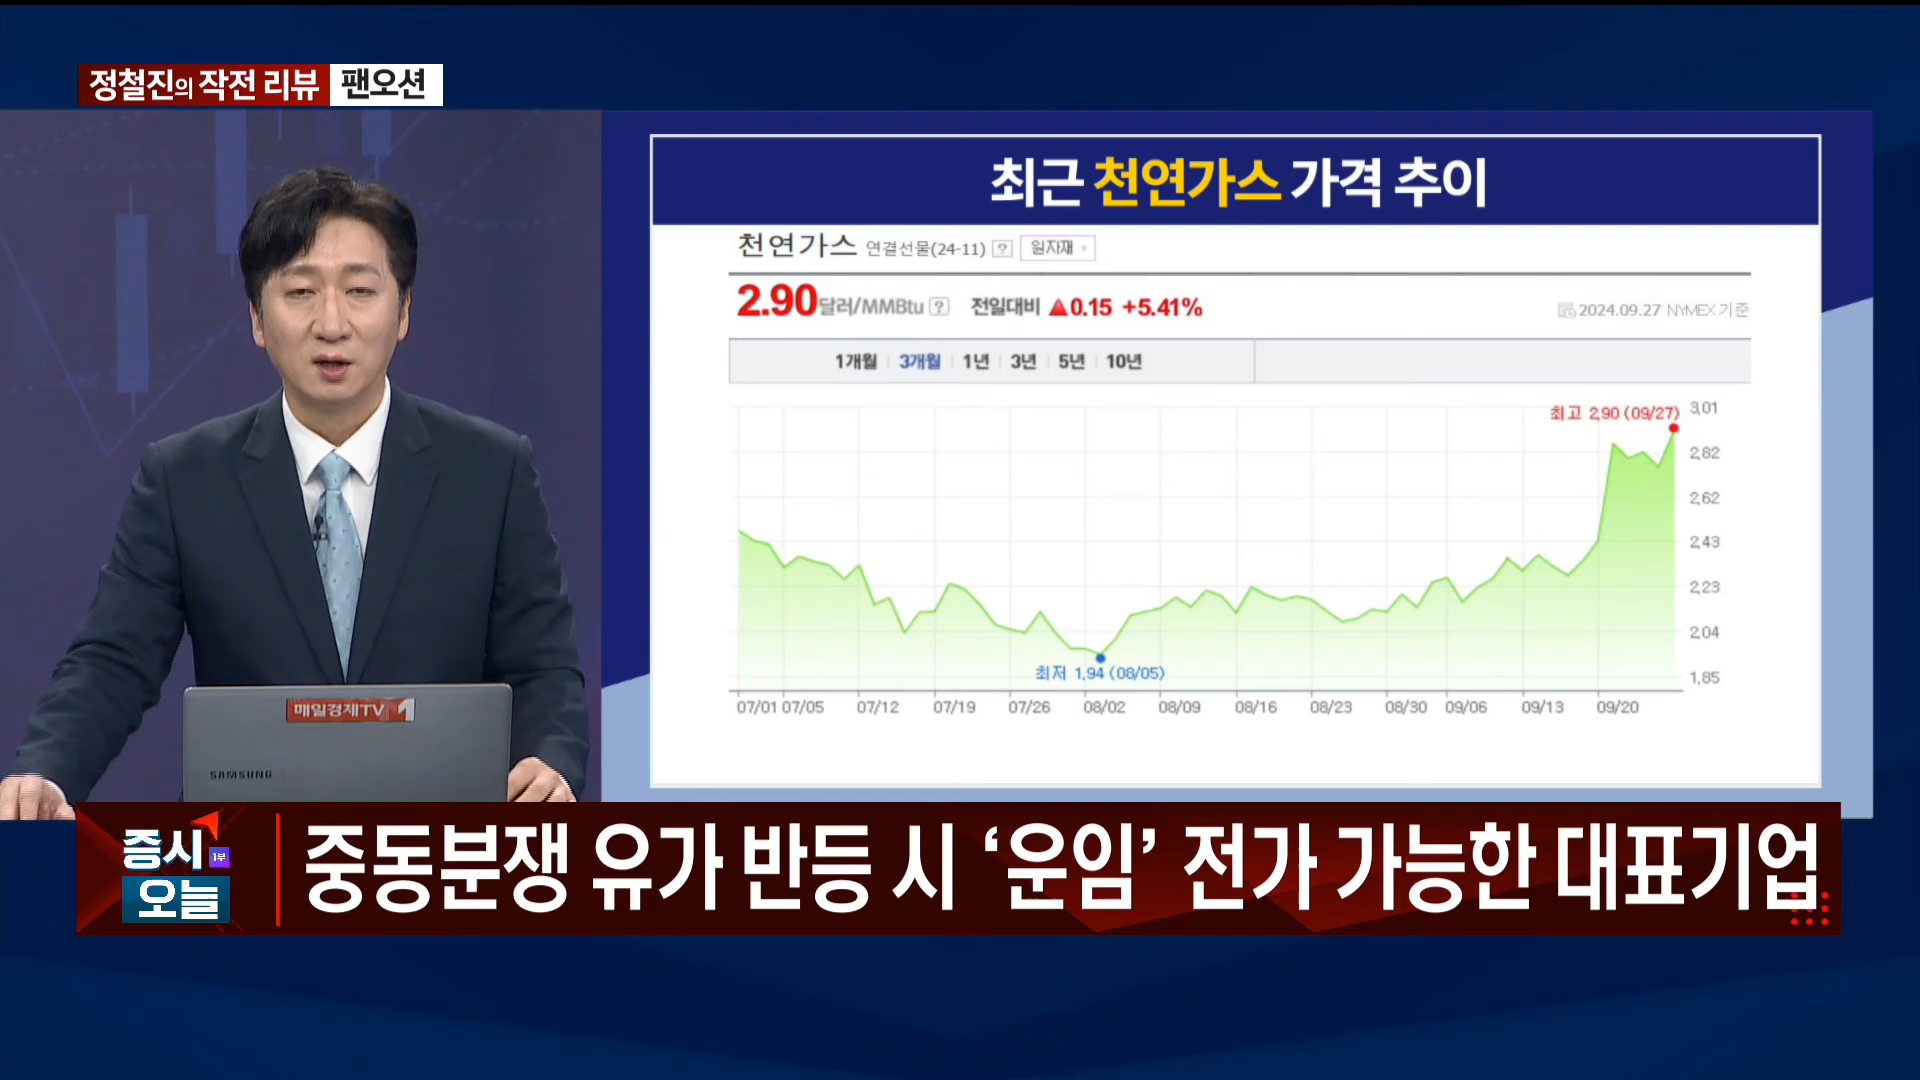 정철진의 작전 리뷰 팬오션
최근 천연가스 가격 추이
천연가스 연결선물(24-11) ? 원자재 ›
2.90달러/MMBtu ? 전일대비 ▲0.15 +5.41%
2024.09.27 NYMEX기준
1개월 3개월 1년 3년 5년 10년
최고 2,90 (09/27)
3,01
2,82
2,62
2,43
2,23
2,04
1,85
최저 1,94 (08/05)
07/01 07/05 07/12 07/19 07/26 08/02 08/09 08/16 08/23 08/30 09/06 09/13 09/20
매일경제TV M
SAMSUNG
증시 1부
오늘
중동분쟁 유가 반등 시 ‘운임’ 전가 가능한 대표기업